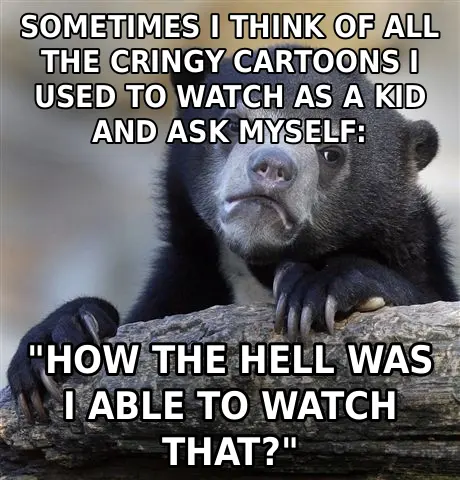 SOMETIMES I THINK OF ALL
THE CRINGY CARTOONS I
USED TO WATCH AS A KID
AND ASK MYSELF:
"HOW THE HELL WAS
I ABLE TO WATCH
THAT?"